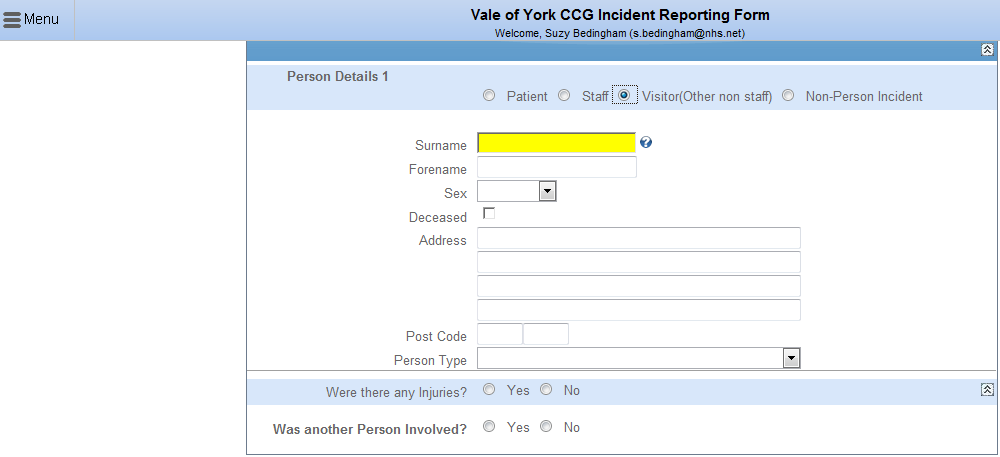 Menu
Vale of York CCG Incident Reporting Form
Welcome, Suzy Bedingham (s.bedingham@nhs.net)
Person Details 1
Patient Staff Visitor(Other non staff) Non-Person Incident
Surname
Forename
Sex
Deceased
Address
Post Code
Person Type
Were there any Injuries? Yes No
Was another Person Involved? Yes No